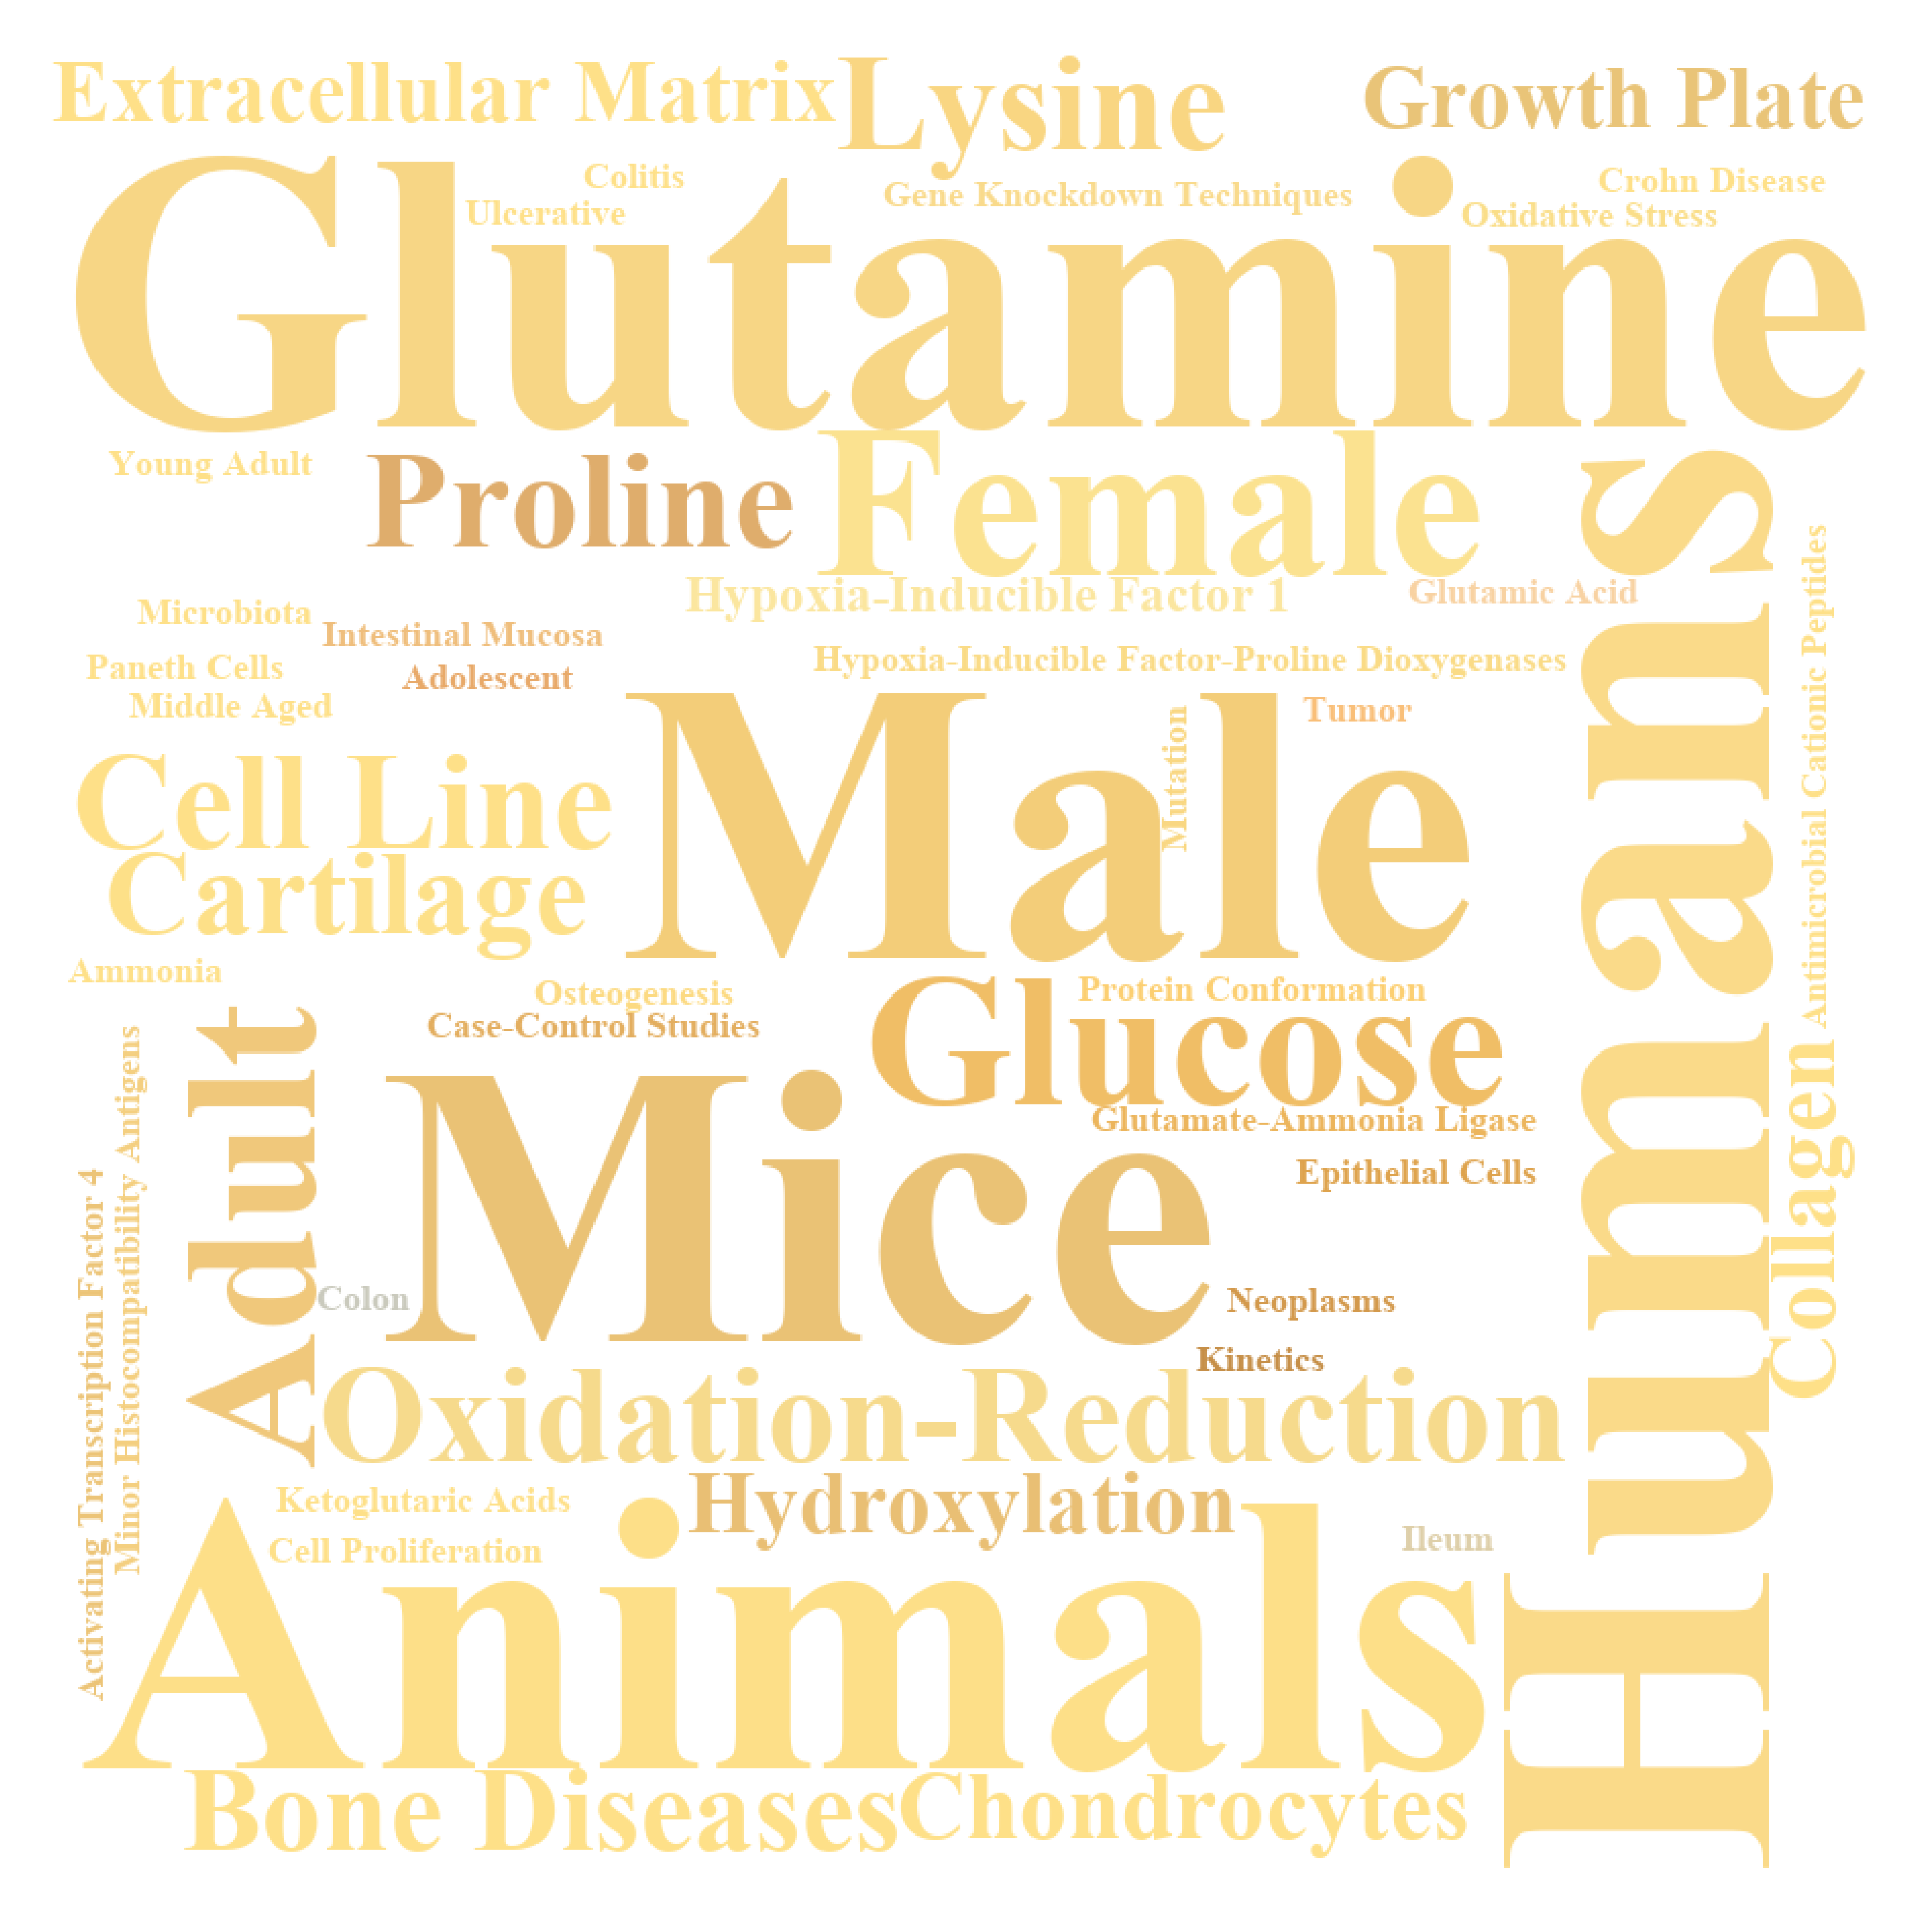 Extracellular Matrix
Lysine
Growth Plate
Colitis
Ulcerative
Gene Knockdown Techniques
Crohn Disease
Oxidative Stress
Glutamine
Young Adult
Proline
Female
Humans
Hypoxia-Inducible Factor 1
Glutamic Acid
Microbiota
Intestinal Mucosa
Paneth Cells
Adolescent
Middle Aged
Hypoxia-Inducible Factor-Proline Dioxygenases
Tumor
Mutation
Antimicrobial Cationic Peptides
Cell Line
Male
Cartilage
Ammonia
Osteogenesis
Case-Control Studies
Glucose
Protein Conformation
Adult
Mice
Glutamate-Ammonia Ligase
Epithelial Cells
Collagen
Activating Transcription Factor 4
Minor Histocompatibility Antigens
Colon
Neoplasms
Kinetics
Oxidation-Reduction
Ketoglutaric Acids
Hydroxylation
Cell Proliferation
Ileum
Animals
Bone Diseases
Chondrocytes